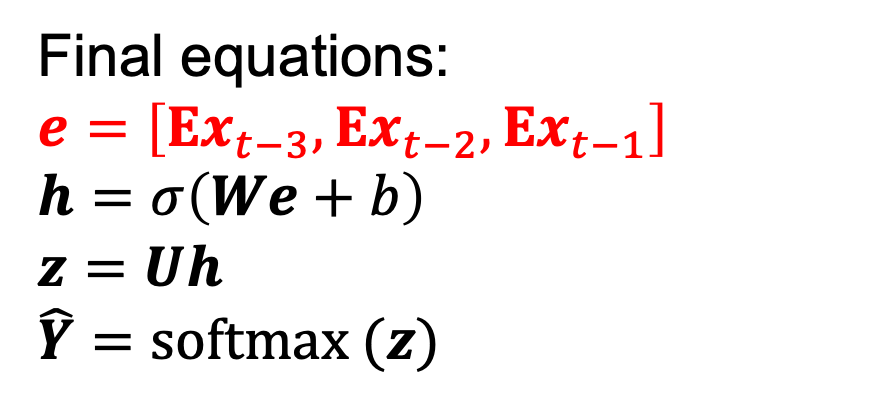 Final equations:
e = [Ex_{t−3}, Ex_{t−2}, Ex_{t−1}]
h = σ(We + b)
z = Uh
Ŷ = softmax (z)